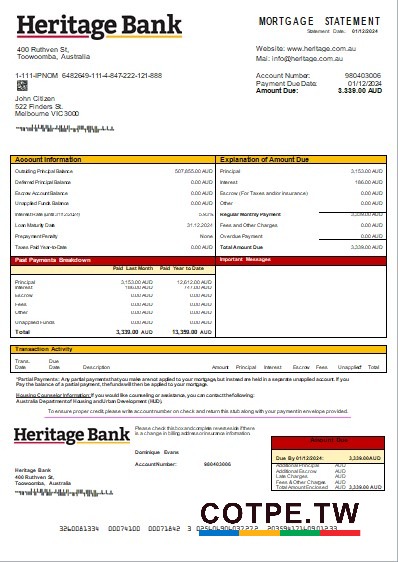 Heritage Bank
MORTGAGE STATEMENT
Statement Date: 01/12/2024
400 Ruthven St,
Toowoomba, Australia
Website: www.heritage.com.au
Mai: info@heritage.com.au
1-111-IPNOM 6482649-111-4-847-222-121-888
Account Number: 980403006
Payment Due Date: 01/12/2024
Amount Due: 3,339.00 AUD
John Citizen
522 Flinders St.
Melbourne VIC 3000
Account Information
Outstanding Principal Balance 507,855.00 AUD
Deferred Principal Balance 0.00 AUD
Escrow Account Balance 0.00 AUD
Unapplied Funds Balance 0.00 AUD
Interest Rate (until 31.12.2024)
Loan Maturity Date 31.12.2024
Prepayment Penalty None
Taxes Paid Year-to-Date 0.00 AUD
Explanation of Amount Due
Principal 3,153.00 AUD
Interest 186.00 AUD
Escrow (For Taxes and/or Insurance) 0.00 AUD
Other 0.00 AUD
Regular Monthly Payment 3,339.00 AUD
Fees and Other Charges 0.00 AUD
Overdue Payment 0.00 AUD
Total Amount Due 3,339.00 AUD
Past Payments Breakdown
Paid Last Month Paid Year to Date
Principal 3,153.00 AUD 12,612.00 AUD
Interest 186.00 AUD 747.00 AUD
Escrow 0.00 AUD 0.00 AUD
Fees 0.00 AUD 0.00 AUD
Other 0.00 AUD 0.00 AUD
Unapplied Funds 0.00 AUD 0.00 AUD
Total 3,339.00 AUD 13,359.00 AUD
Important Messages
Transaction Activity
Trans. Due
Date Date Description Amount Principal Interest Escrow Fees Unapplied* Total
*Partial Payments: Any partial payments that you make are not applied to your mortgage, but instead are held in a separate unapplied account. If you
Pay the balance of a partial payment, the funds will then be applied to your mortgage.
Housing Counselor Information: If you would like counseling or assistance, you can contact the following:
Australia Department of Housing and Urban Development (HUD).
To ensure proper credit please write account number on check and return this stub along with your payment in envelope provided.
Heritage Bank
Please check this box and complete reverse side if there
is a change in billing address or insurance information.
Dominique Evans
Account Number: 980403006
Heritage Bank
400 Ruthven St,
Toowoomba, Australia
Amount Due
Due By 01/12/2024: 3,339.00 AUD
Additional Principal AUD
Additional Escrow AUD
Late Charges AUD
Fees and Other Charges AUD
Total Amount Enclosed AUD 3,339.00 AUD
COTPE.TW